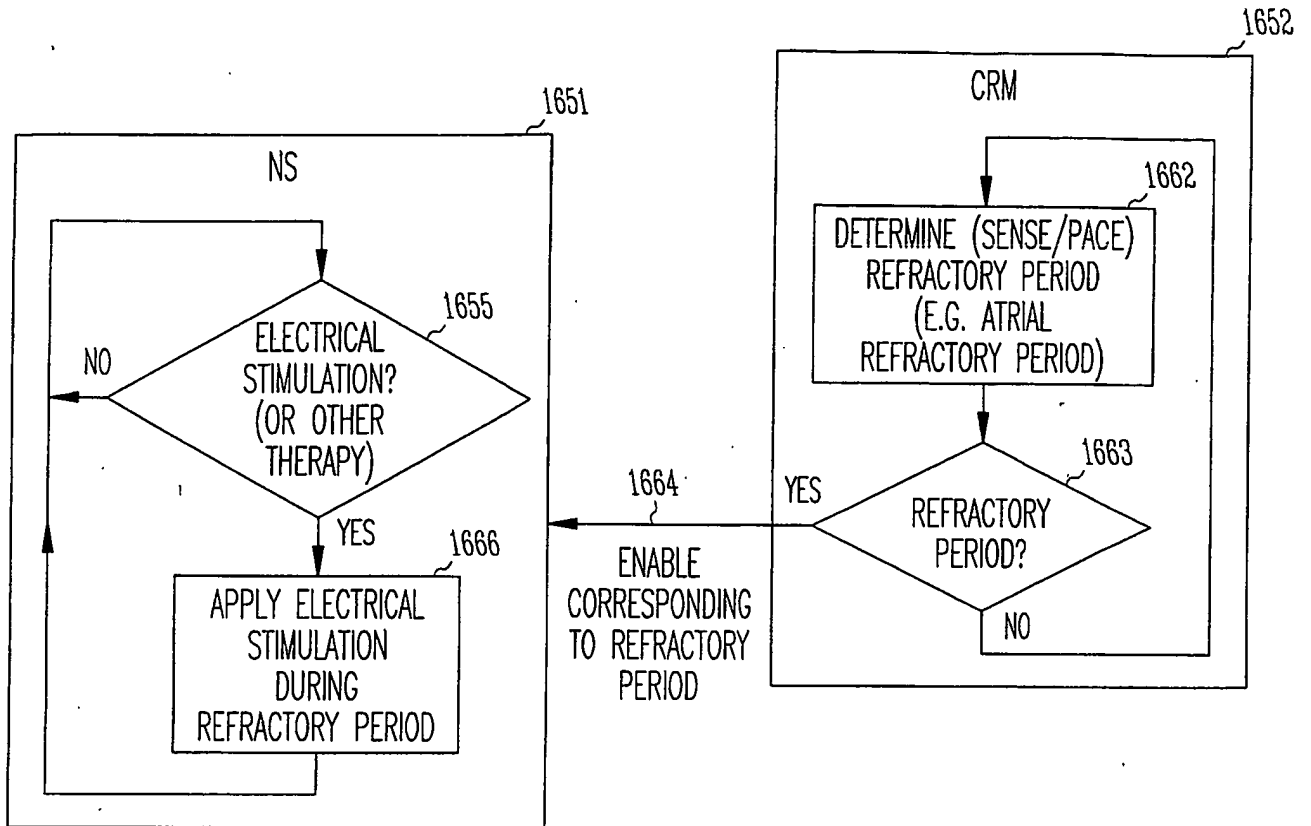 1651
NS
1655
ELECTRICAL
STIMULATION?
(OR OTHER
THERAPY)
NO
YES
1666
APPLY ELECTRICAL
STIMULATION
DURING
REFRACTORY PERIOD
1664
ENABLE
CORRESPONDING
TO REFRACTORY
PERIOD
1652
CRM
1662
DETERMINE (SENSE/PACE)
REFRACTORY PERIOD
(E.G. ATRIAL
REFRACTORY PERIOD)
1663
YES
REFRACTORY
PERIOD?
NO